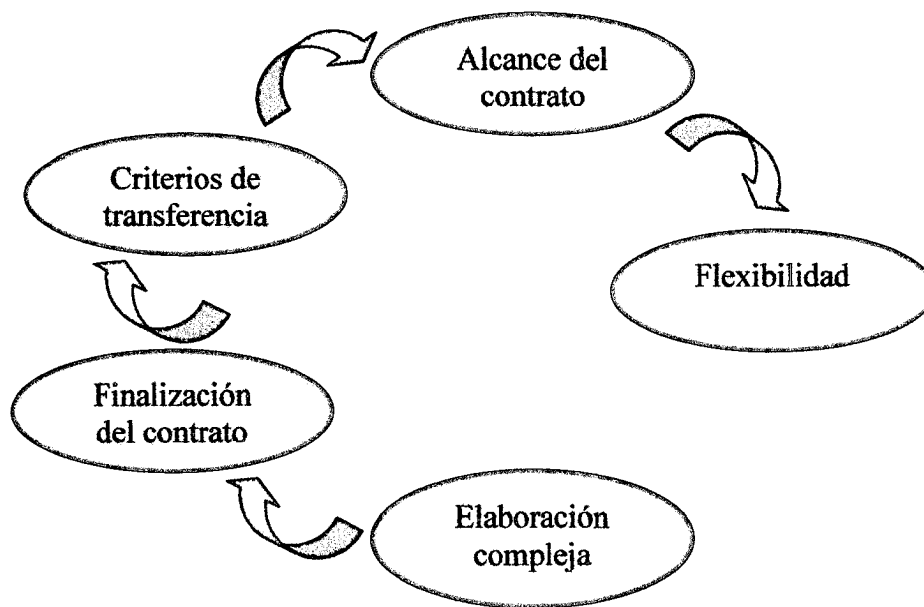 Alcance del
contrato
Criterios de
transferencia
Flexibilidad
Finalización
del contrato
Elaboración
compleja